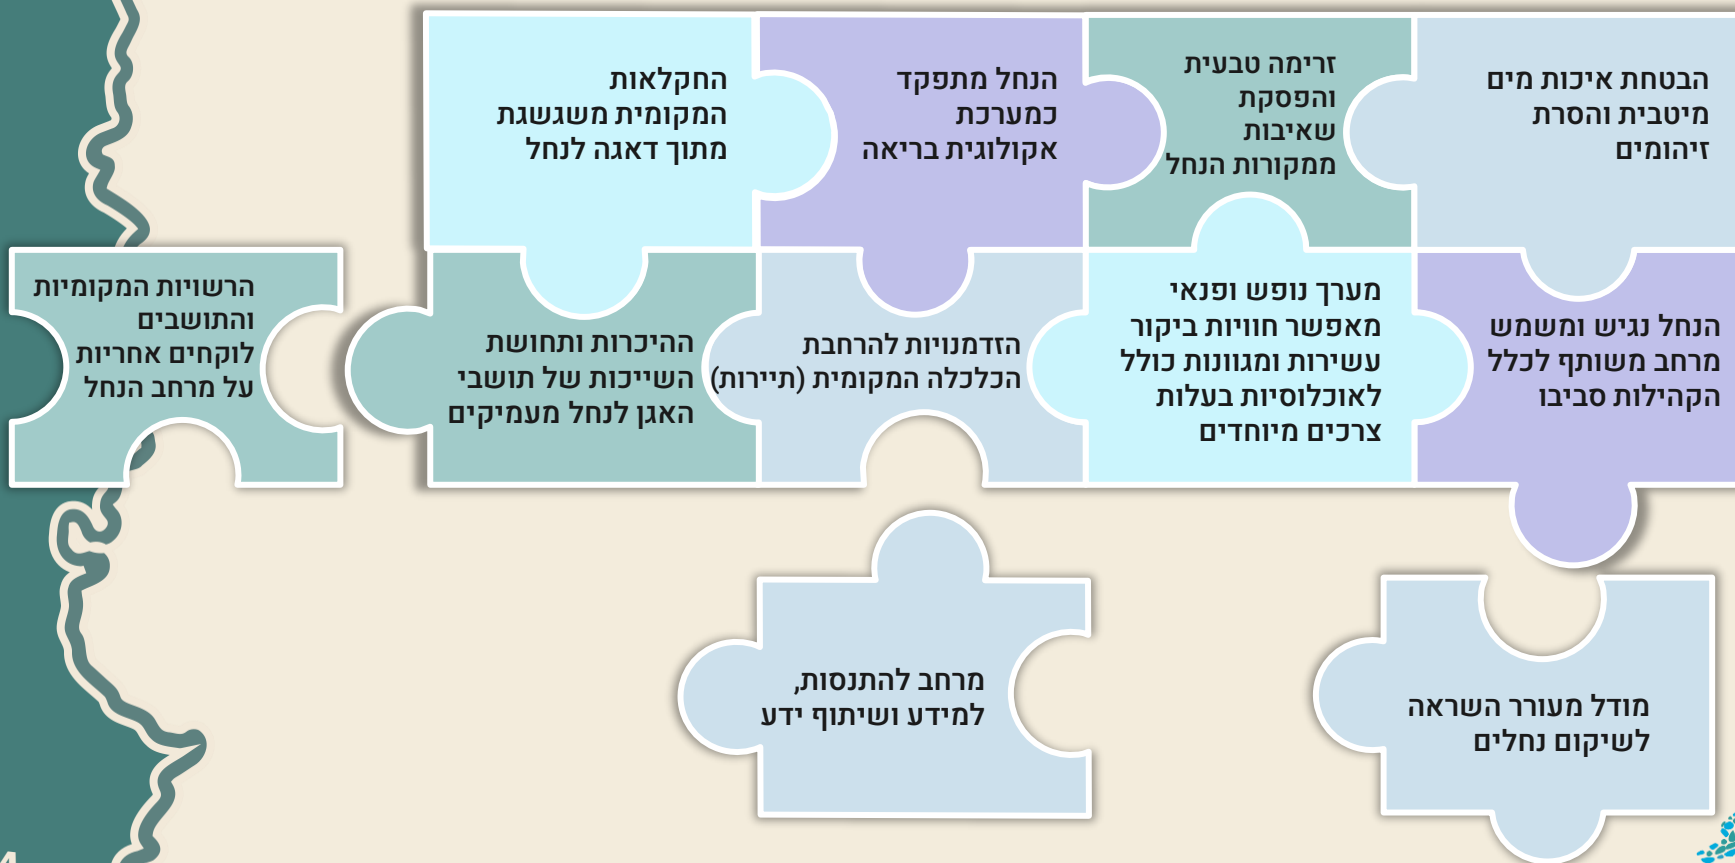 הבטחת איכות מים
מיטבית והסרת
זיהומים
זרימה טבעית
והפסקת
שאיבות
ממקורות הנחל
הנחל מתפקד
כמערכת
אקולוגית בריאה
החקלאות
המקומית משגשגת
מתוך דאגה לנחל
הנחל נגיש ומשמש
מרחב משותף לכלל
הקהילות סביבו
מערך נופש ופנאי
מאפשר חוויות ביקור
עשירות ומגוונות כולל
לאוכלוסיות בעלות
צרכים מיוחדים
הזדמנויות להרחבת
הכלכלה המקומית (תיירות)
ההיכרות ותחושת
השייכות של תושבי
האגן לנחל מעמיקים
הרשויות המקומיות
והתושבים
לוקחים אחריות
על מרחב הנחל
מודל מעורר השראה
לשיקום נחלים
מרחב להתנסות,
למידע ושיתוף ידע